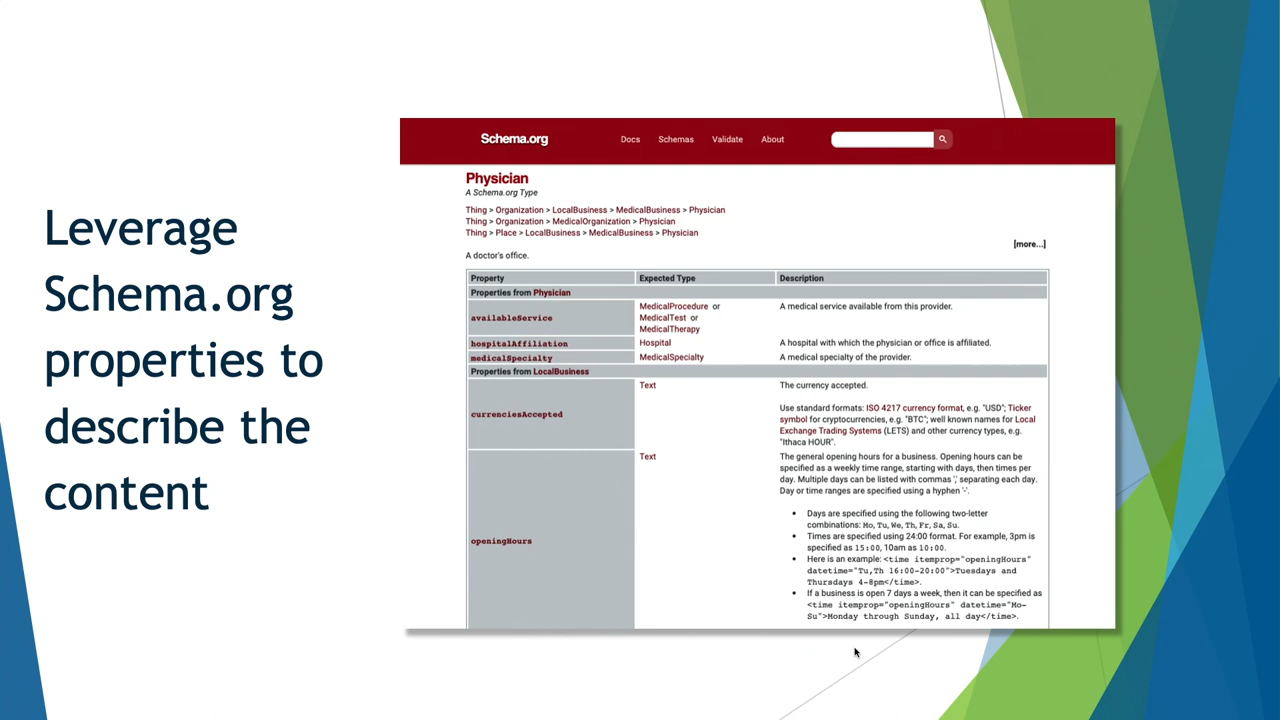 Leverage
Schema.org
properties to
describe the
content
Schema.org
Docs
Schemas
Validate
About
Physician
A Schema.org Type
Thing > Organization > LocalBusiness > MedicalBusiness > Physician
Thing > Organization > MedicalOrganization > Physician
Thing > Place > LocalBusiness > MedicalBusiness > Physician
[more...]
A doctor's office.
Property Expected Type Description
Properties from Physician
availableService
MedicalProcedure or
MedicalTest or
MedicalTherapy
A medical service available from this provider.
hospitalAffiliation Hospital A hospital with which the physician or office is affiliated.
medicalSpecialty MedicalSpecialty A medical specialty of the provider.
Properties from LocalBusiness
currenciesAccepted
Text
The currency accepted.
Use standard formats: ISO 4217 currency format, e.g. "USD"; Ticker
symbol for cryptocurrencies, e.g. "BTC"; well known names for Local
Exchange Trading Systems (LETS) and other currency types, e.g.
"Ithaca HOUR".
openingHours
Text
The general opening hours for a business. Opening hours can be
specified as a weekly time range, starting with days, then times per
day. Multiple days can be listed with commas ',' separating each day.
Day or time ranges are specified using a hyphen '-'.
• Days are specified using the following two-letter
combinations: Mo, Tu, We, Th, Fr, Sa, Su.
• Times are specified using 24:00 format. For example, 3pm is
specified as 15:00, 10am as 10:00.
• Here is an example: <time itemprop="openingHours"
datetime="Tu,Th 16:00-20:00">Tuesdays and
Thursdays 4-8pm</time>.
• If a business is open 7 days a week, then it can be specified as
<time itemprop="openingHours" datetime="Mo-
Su">Monday through Sunday, all day</time>.